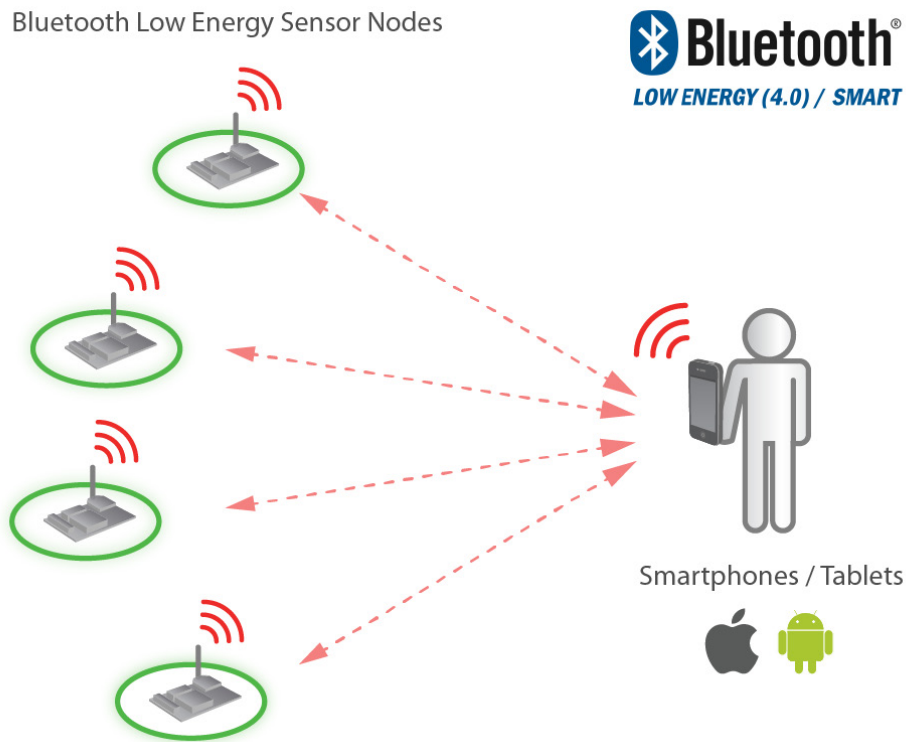 Bluetooth Low Energy Sensor Nodes
Bluetooth®
LOW ENERGY (4.0) / SMART
Smartphones / Tablets